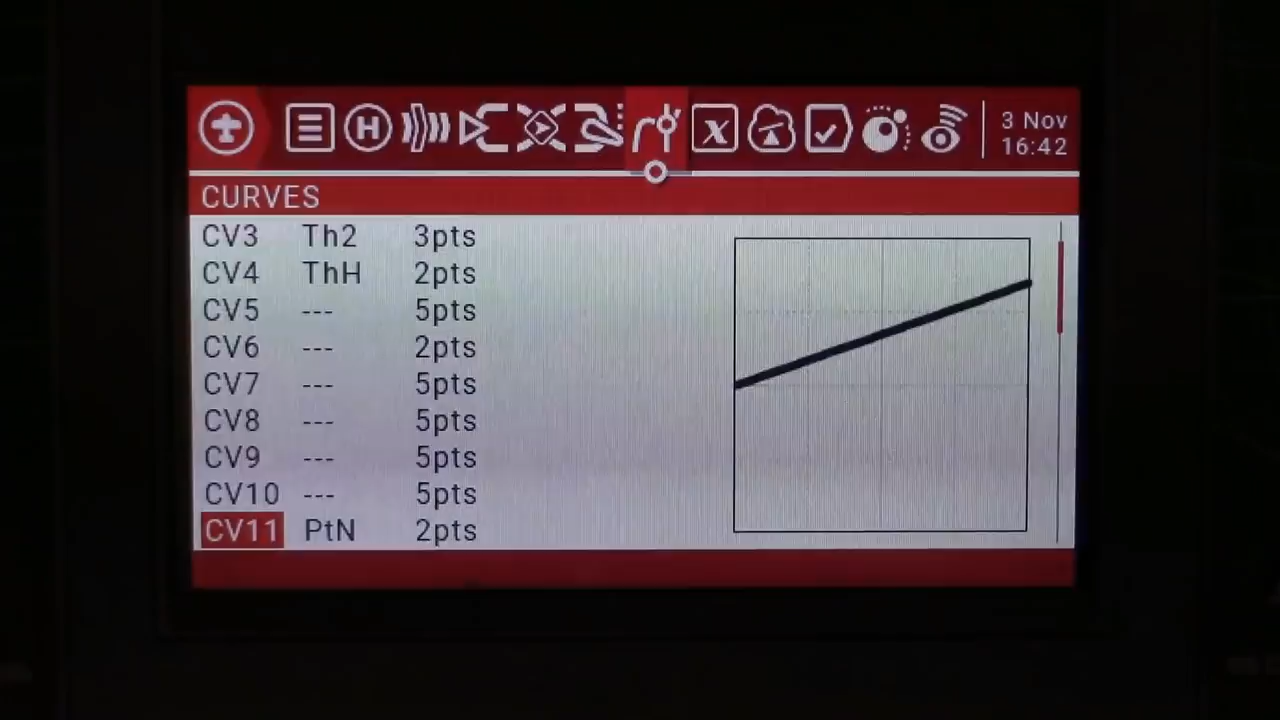 3 Nov
16:42
CURVES
CV3 Th2 3pts
CV4 ThH 2pts
CV5 --- 5pts
CV6 --- 2pts
CV7 --- 5pts
CV8 --- 5pts
CV9 --- 5pts
CV10 --- 5pts
CV11 PtN 2pts